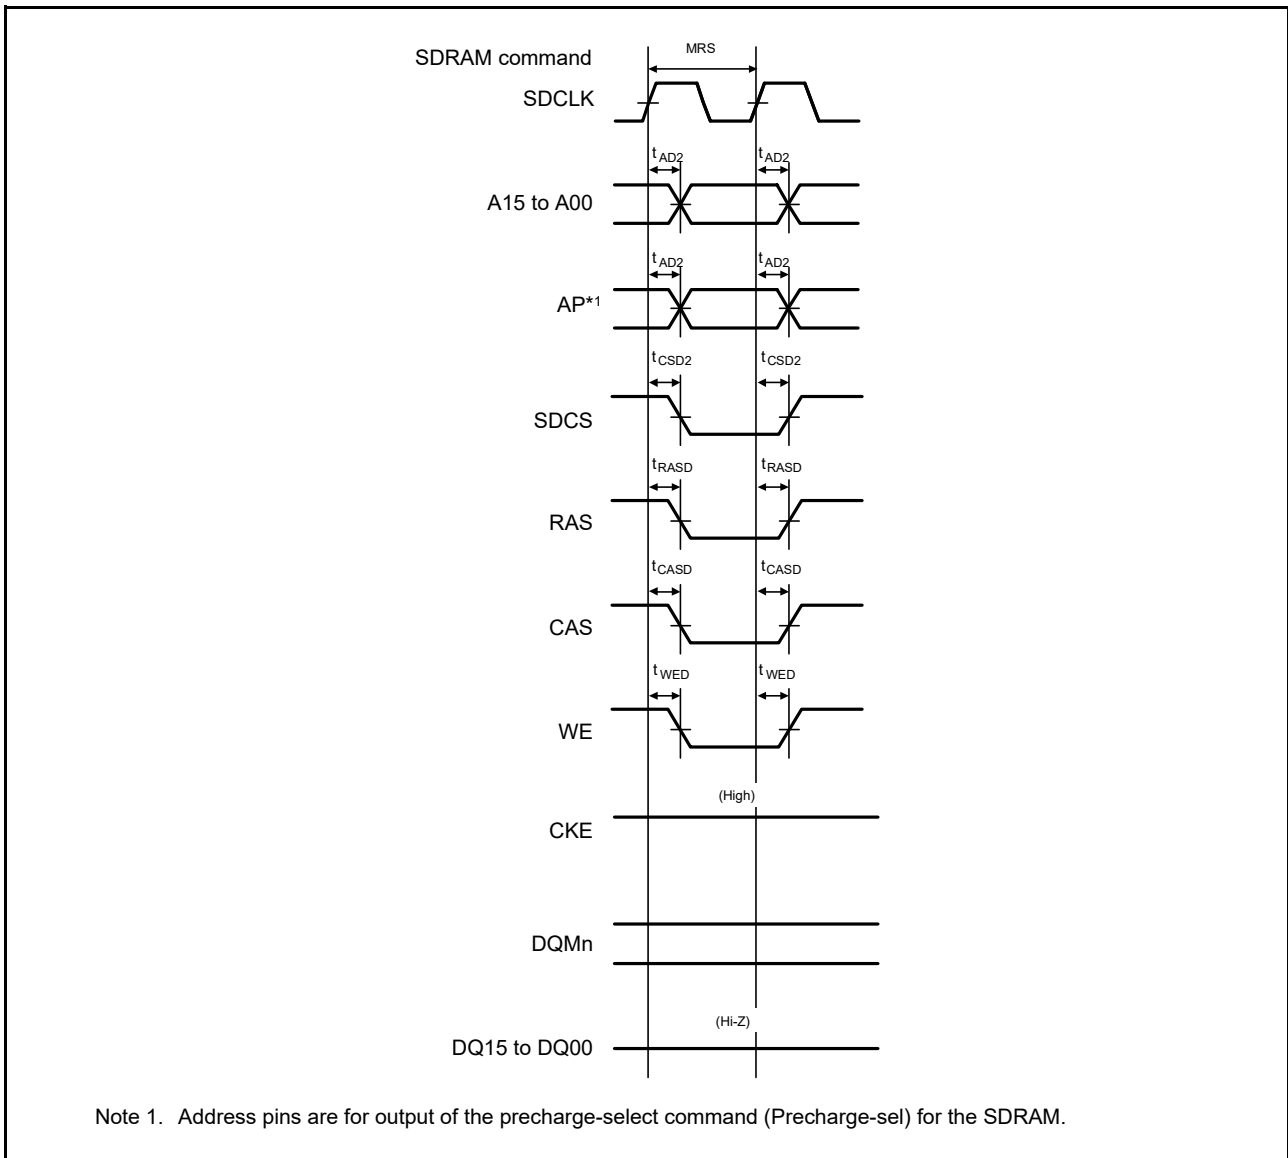 SDRAM command
MRS
SDCLK
tAD2 tAD2
A15 to A00
tAD2 tAD2
AP*1
tCSD2 tCSD2
SDCS
tRASD tRASD
RAS
tCASD tCASD
CAS
tWED tWED
WE
(High)
CKE
DQMn
(Hi-Z)
DQ15 to DQ00
Note 1. Address pins are for output of the precharge-select command (Precharge-sel) for the SDRAM.